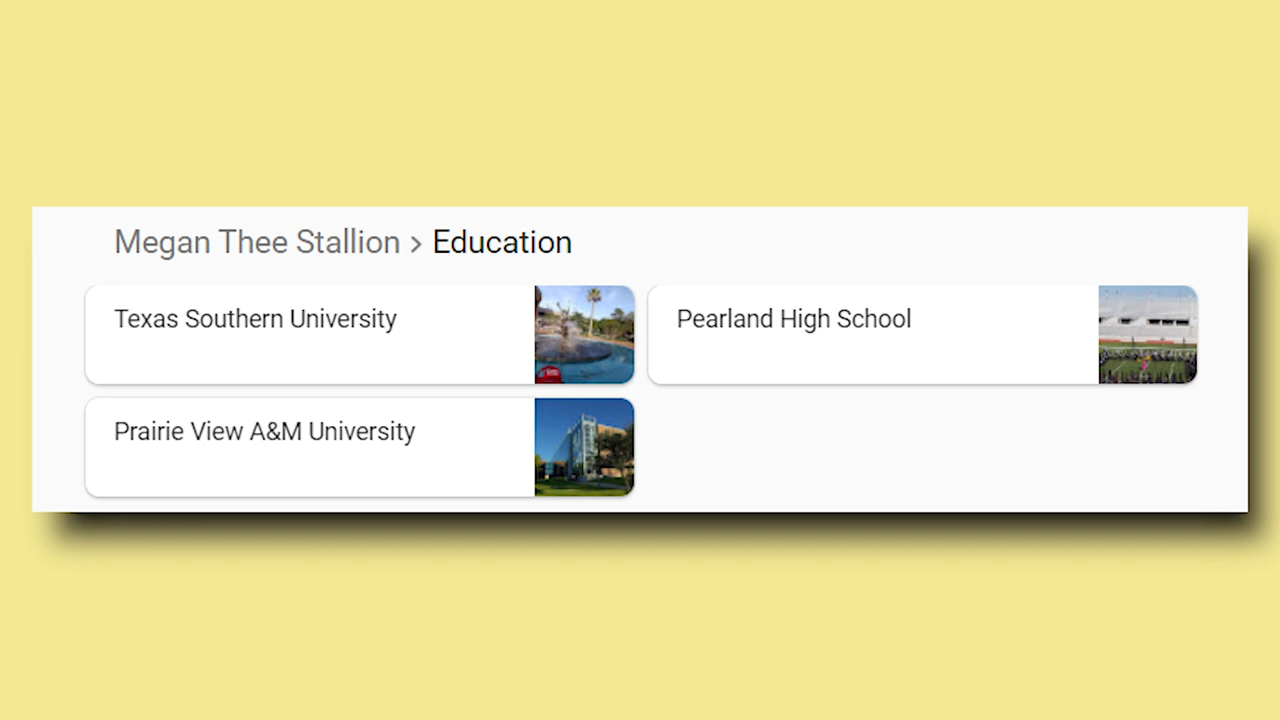 Megan Thee Stallion > Education
Texas Southern University
Pearland High School
Prairie View A&M University